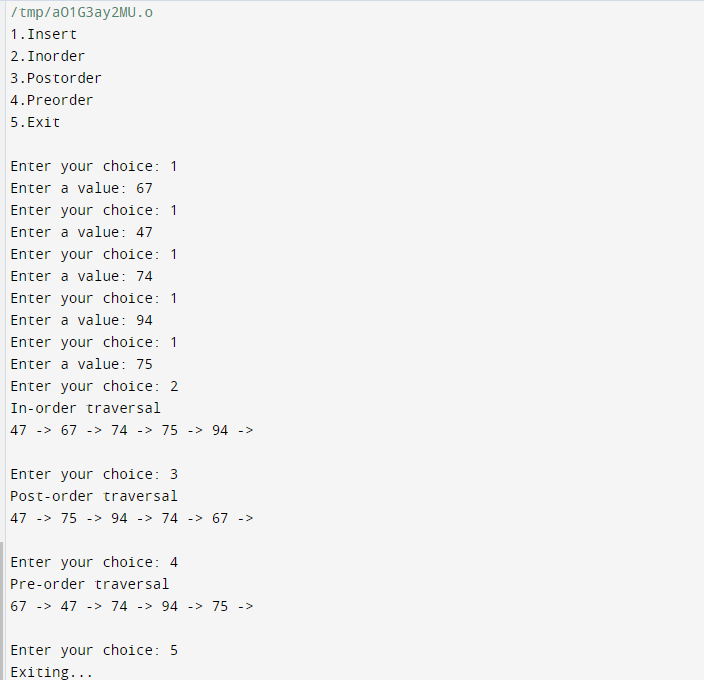 /tmp/aO1G3ay2MU.o
1.Insert
2.Inorder
3.Postorder
4.Preorder
5.Exit
Enter your choice: 1
Enter a value: 67
Enter your choice: 1
Enter a value: 47
Enter your choice: 1
Enter a value: 74
Enter your choice: 1
Enter a value: 94
Enter your choice: 1
Enter a value: 75
Enter your choice: 2
In-order traversal
47 -> 67 -> 74 -> 75 -> 94 ->
Enter your choice: 3
Post-order traversal
47 -> 75 -> 94 -> 74 -> 67 ->
Enter your choice: 4
Pre-order traversal
67 -> 47 -> 74 -> 94 -> 75 ->
Enter your choice: 5
Exiting...